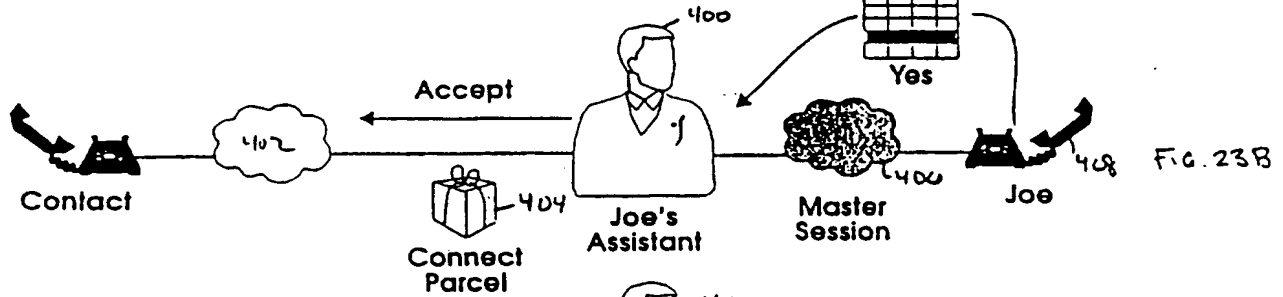 400
Yes
Accept
402
Contact
404
Connect
Parcel
Joe's
Assistant
406
Master
Session
408
Joe
FIG. 23B